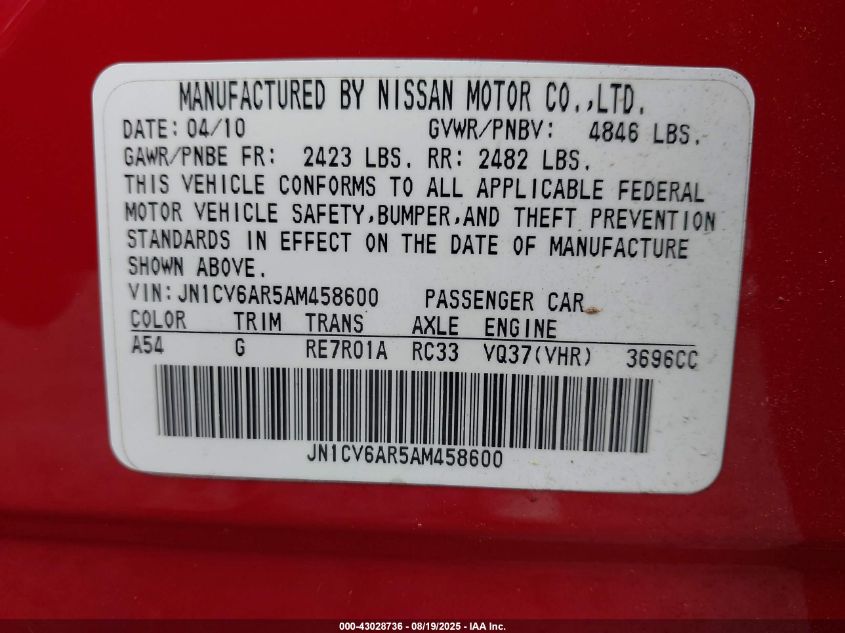 MANUFACTURED BY NISSAN MOTOR CO.,LTD.
DATE: 04/10 GVWR/PNBV: 4846 LBS.
GAWR/PNBE FR: 2423 LBS. RR: 2482 LBS.
THIS VEHICLE CONFORMS TO ALL APPLICABLE FEDERAL
MOTOR VEHICLE SAFETY,BUMPER,AND THEFT PREVENTION
STANDARDS IN EFFECT ON THE DATE OF MANUFACTURE
SHOWN ABOVE.
VIN: JN1CV6AR5AM458600 PASSENGER CAR
COLOR TRIM TRANS AXLE ENGINE
A54 G RE7R01A RC33 VQ37(VHR) 3696CC
JN1CV6AR5AM458600
000-43028736 - 08/19/2025 - IAA Inc.